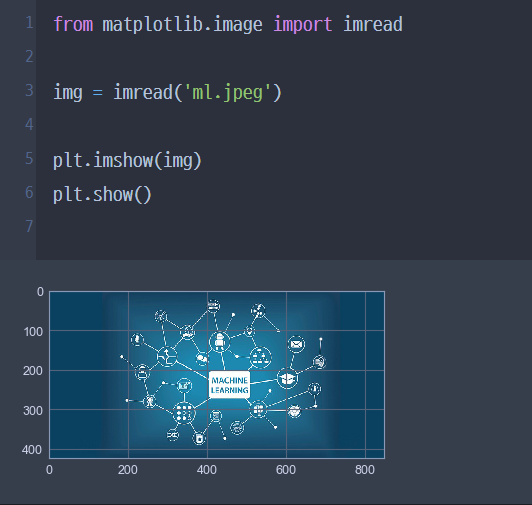 1 from matplotlib.image import imread
2
3 img = imread('ml.jpeg')
4
5 plt.imshow(img)
6 plt.show()
7
0
100
200
300
400
MACHINE
LEARNING
0 200 400 600 800